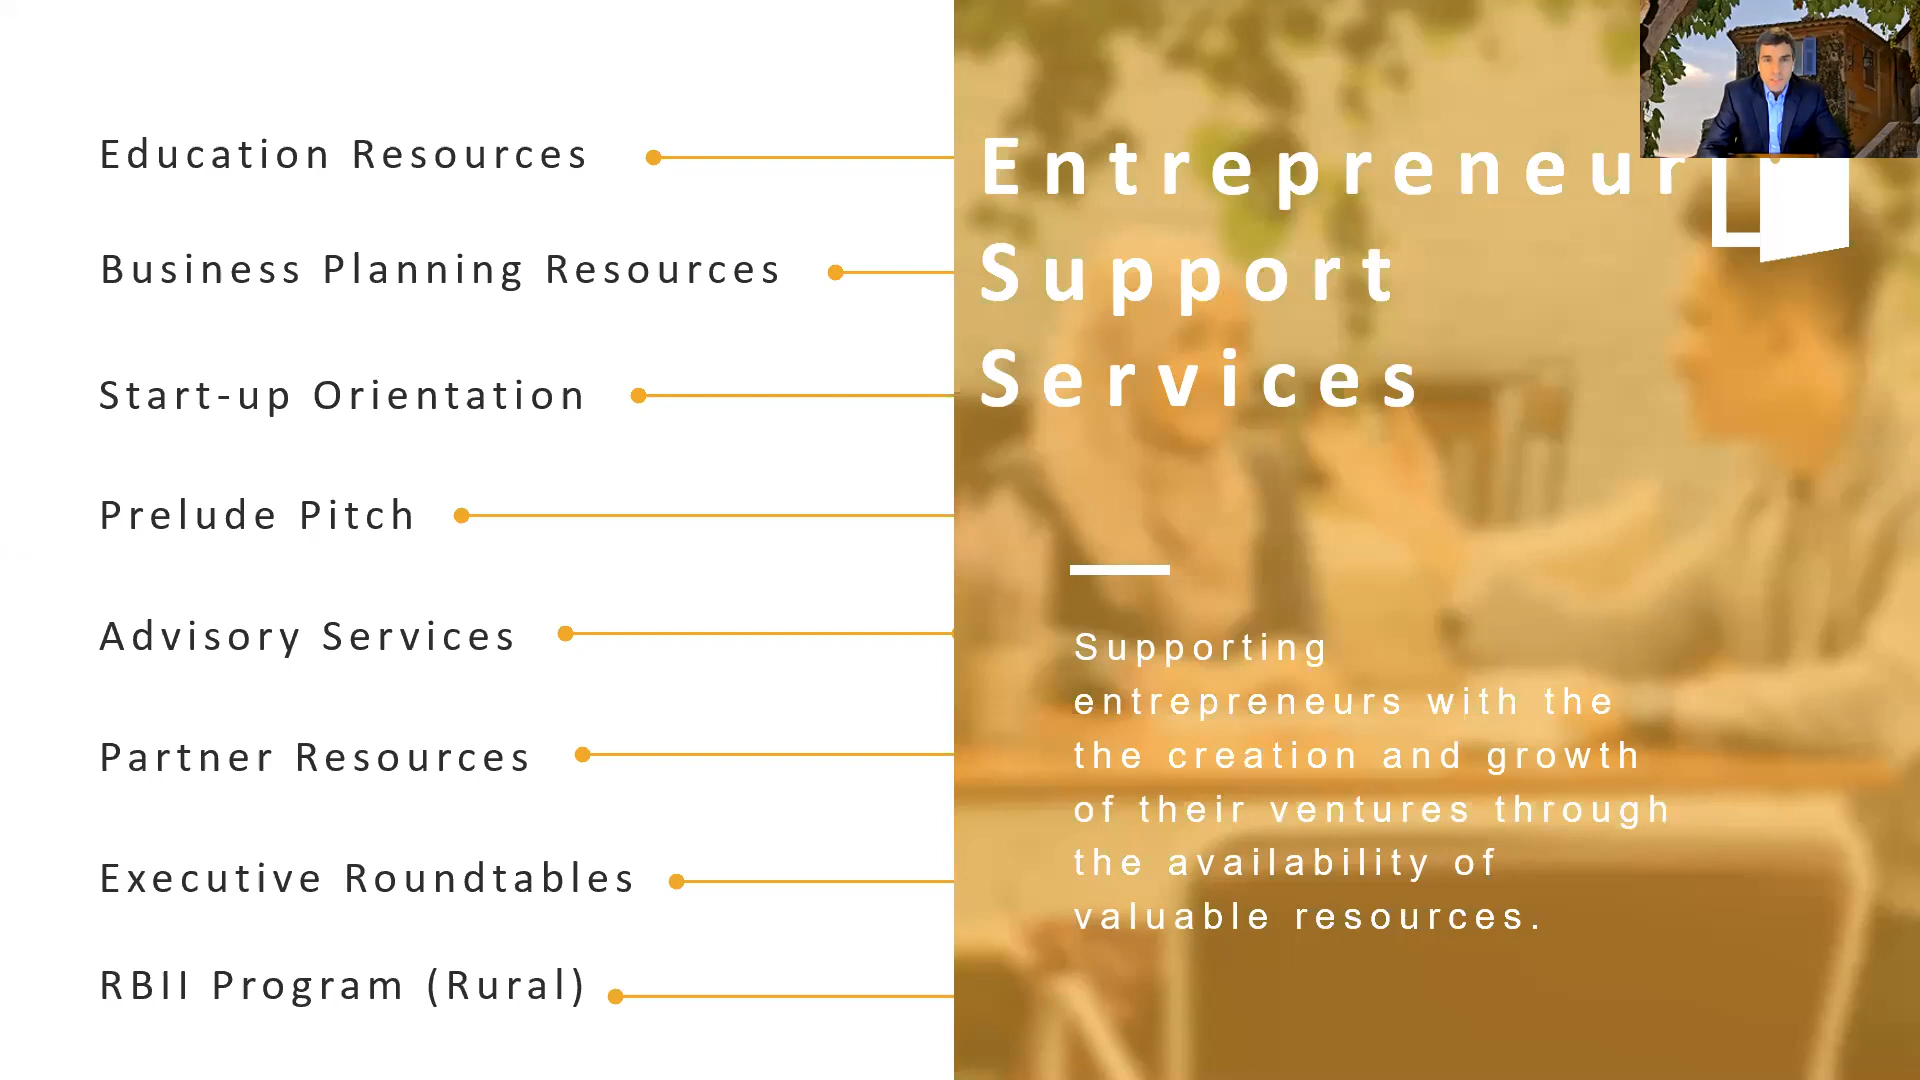 Education Resources
Business Planning Resources
Start-up Orientation
Prelude Pitch
Advisory Services
Partner Resources
Executive Roundtables
RBII Program (Rural)
Entrepreneur
Support
Services
Supporting
entrepreneurs with the
the creation and growth
of their ventures through
the availability of
valuable resources.